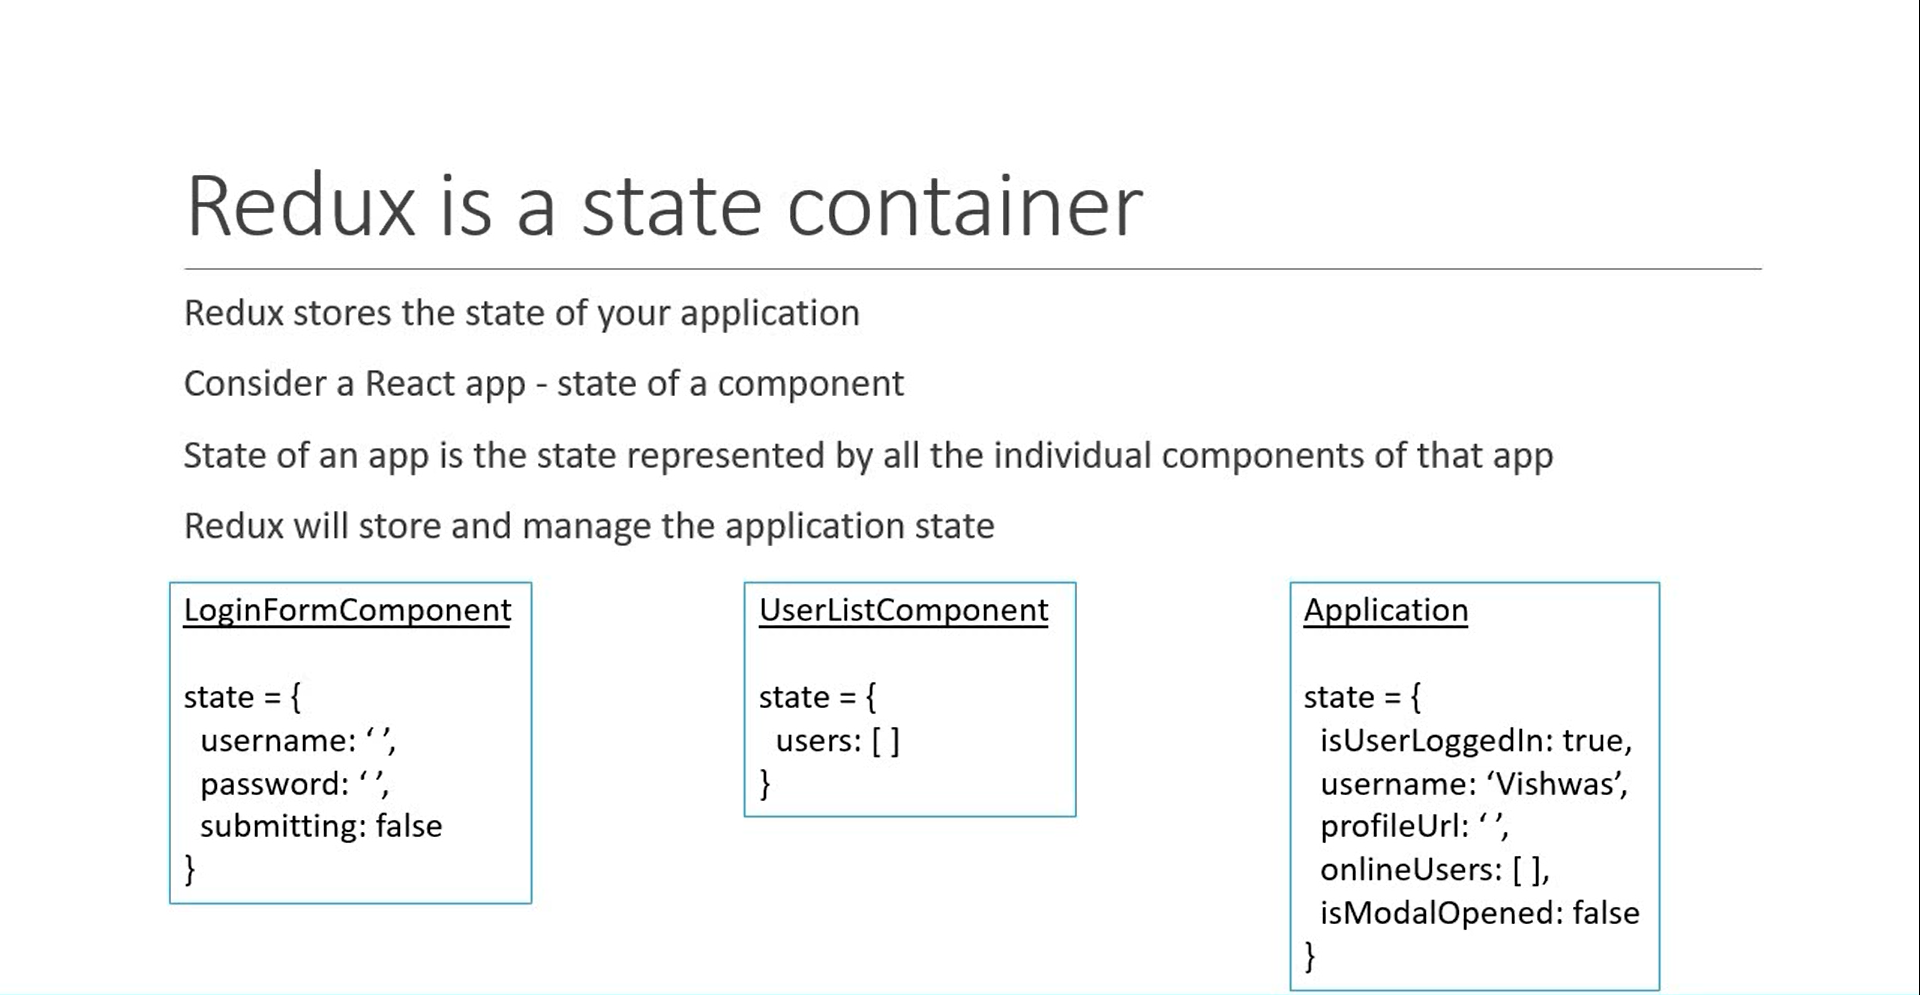 Redux is a state container
Redux stores the state of your application
Consider a React app - state of a component
State of an app is the state represented by all the individual components of that app
Redux will store and manage the application state
LoginFormComponent
state = {
username: ‘ ’,
password: ‘ ’,
submitting: false
}
UserListComponent
state = {
users: [ ]
}
Application
state = {
isUserLoggedIn: true,
username: ‘Vishwas’,
profileUrl: ‘ ’,
onlineUsers: [ ],
isModalOpened: false
}